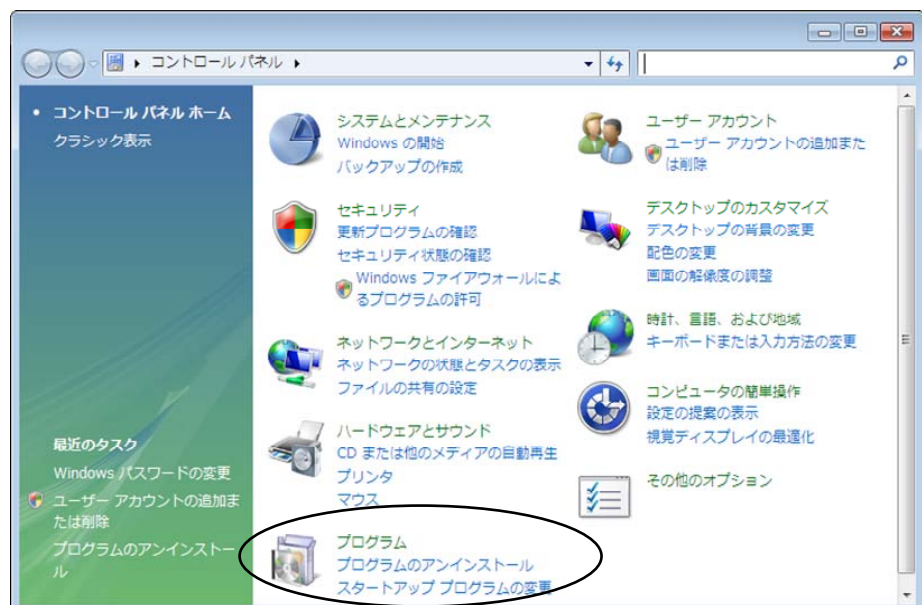 コントロール パネル
コントロール パネル ホーム
クラシック表示
最近のタスク
Windows パスワードの変更
ユーザー アカウントの追加ま
たは削除
プログラムのアンインストー
ル
システムとメンテナンス
Windows の開始
バックアップの作成
セキュリティ
更新プログラムの確認
セキュリティ状態の確認
Windows ファイアウォールによ
るプログラムの許可
ネットワークとインターネット
ネットワークの状態とタスクの表示
ファイルの共有の設定
ハードウェアとサウンド
CD または他のメディアの自動再生
プリンタ
マウス
プログラム
プログラムのアンインストール
スタートアップ プログラムの変更
ユーザー アカウント
ユーザー アカウントの追加また
は削除
デスクトップのカスタマイズ
デスクトップの背景の変更
配色の変更
画面の解像度の調整
時計、言語、および地域
キーボードまたは入力方法の変更
コンピュータの簡単操作
設定の提案の表示
視覚ディスプレイの最適化
その他のオプション